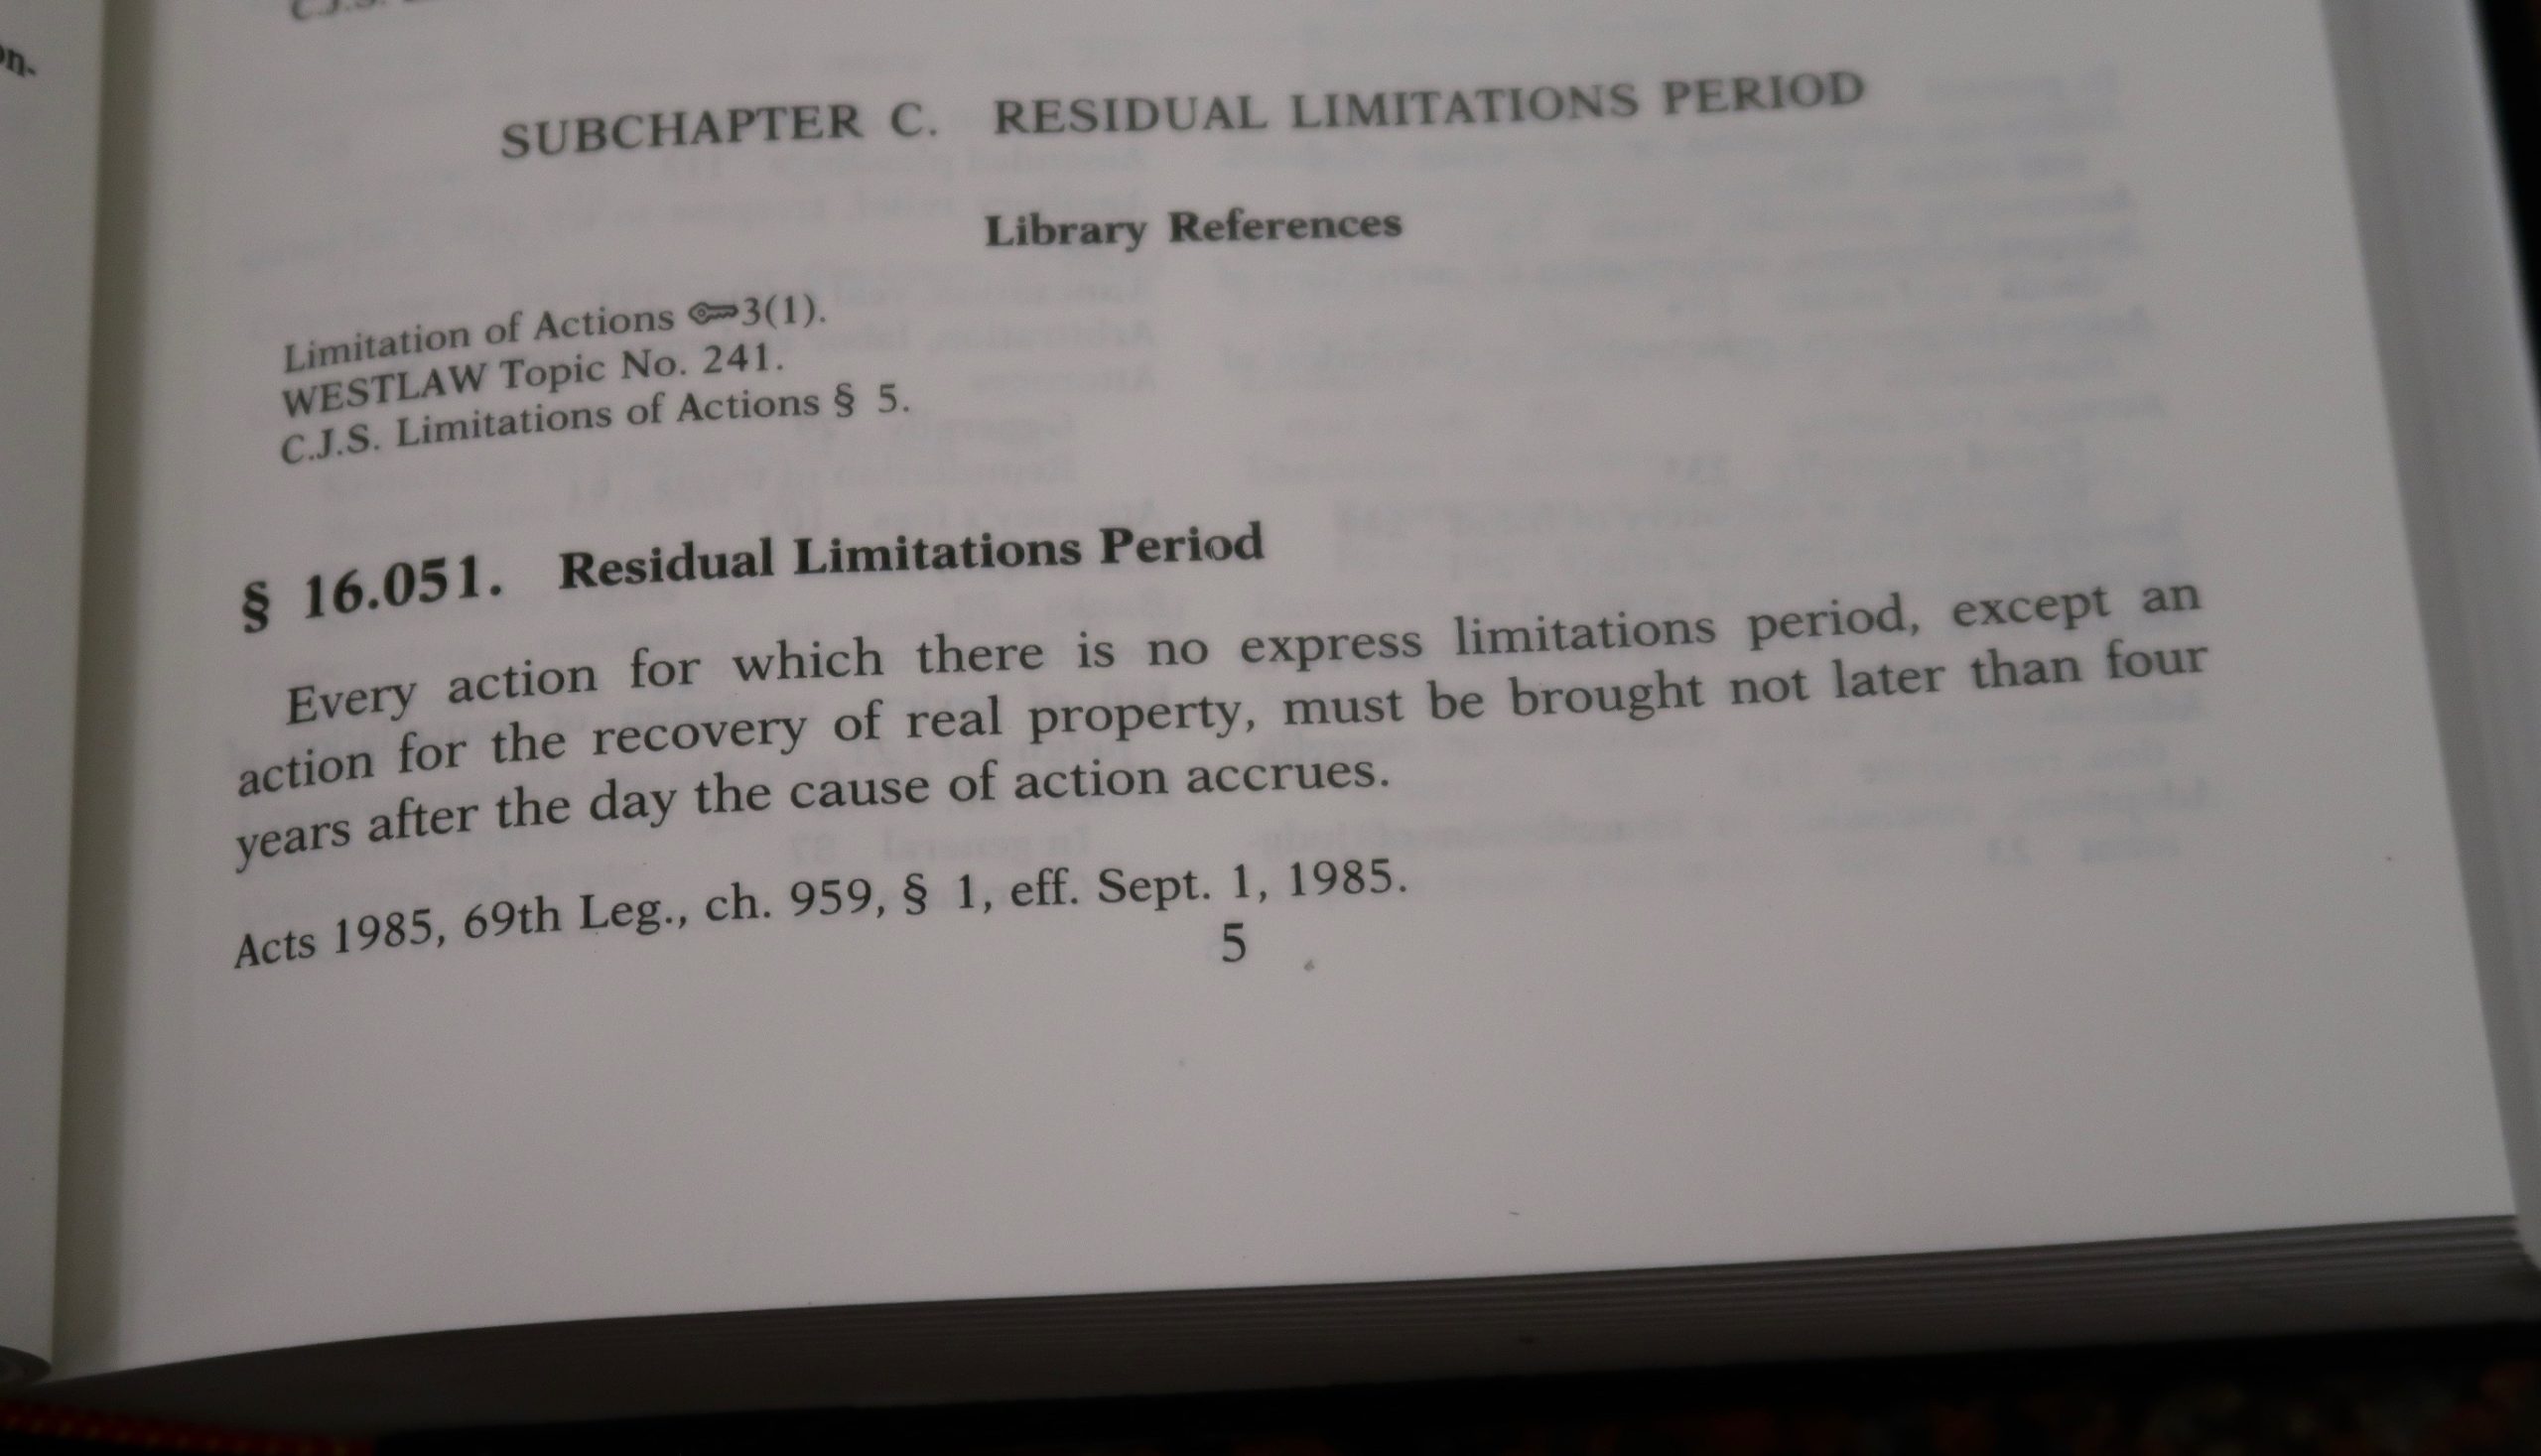 on-
SUBCHAPTER C. RESIDUAL LIMITATIONS PERIOD
Library References
Limitation of Actions 3(1).
WESTLAW Topic No. 241.
C.J.S. Limitations of Actions § 5.
§ 16.051. Residual Limitations Period
Every action for which there is no express limitations period, except an
action for the recovery of real property, must be brought not later than four
years after the day the cause of action accrues.
Acts 1985, 69th Leg., ch. 959, § 1, eff. Sept. 1, 1985.
5